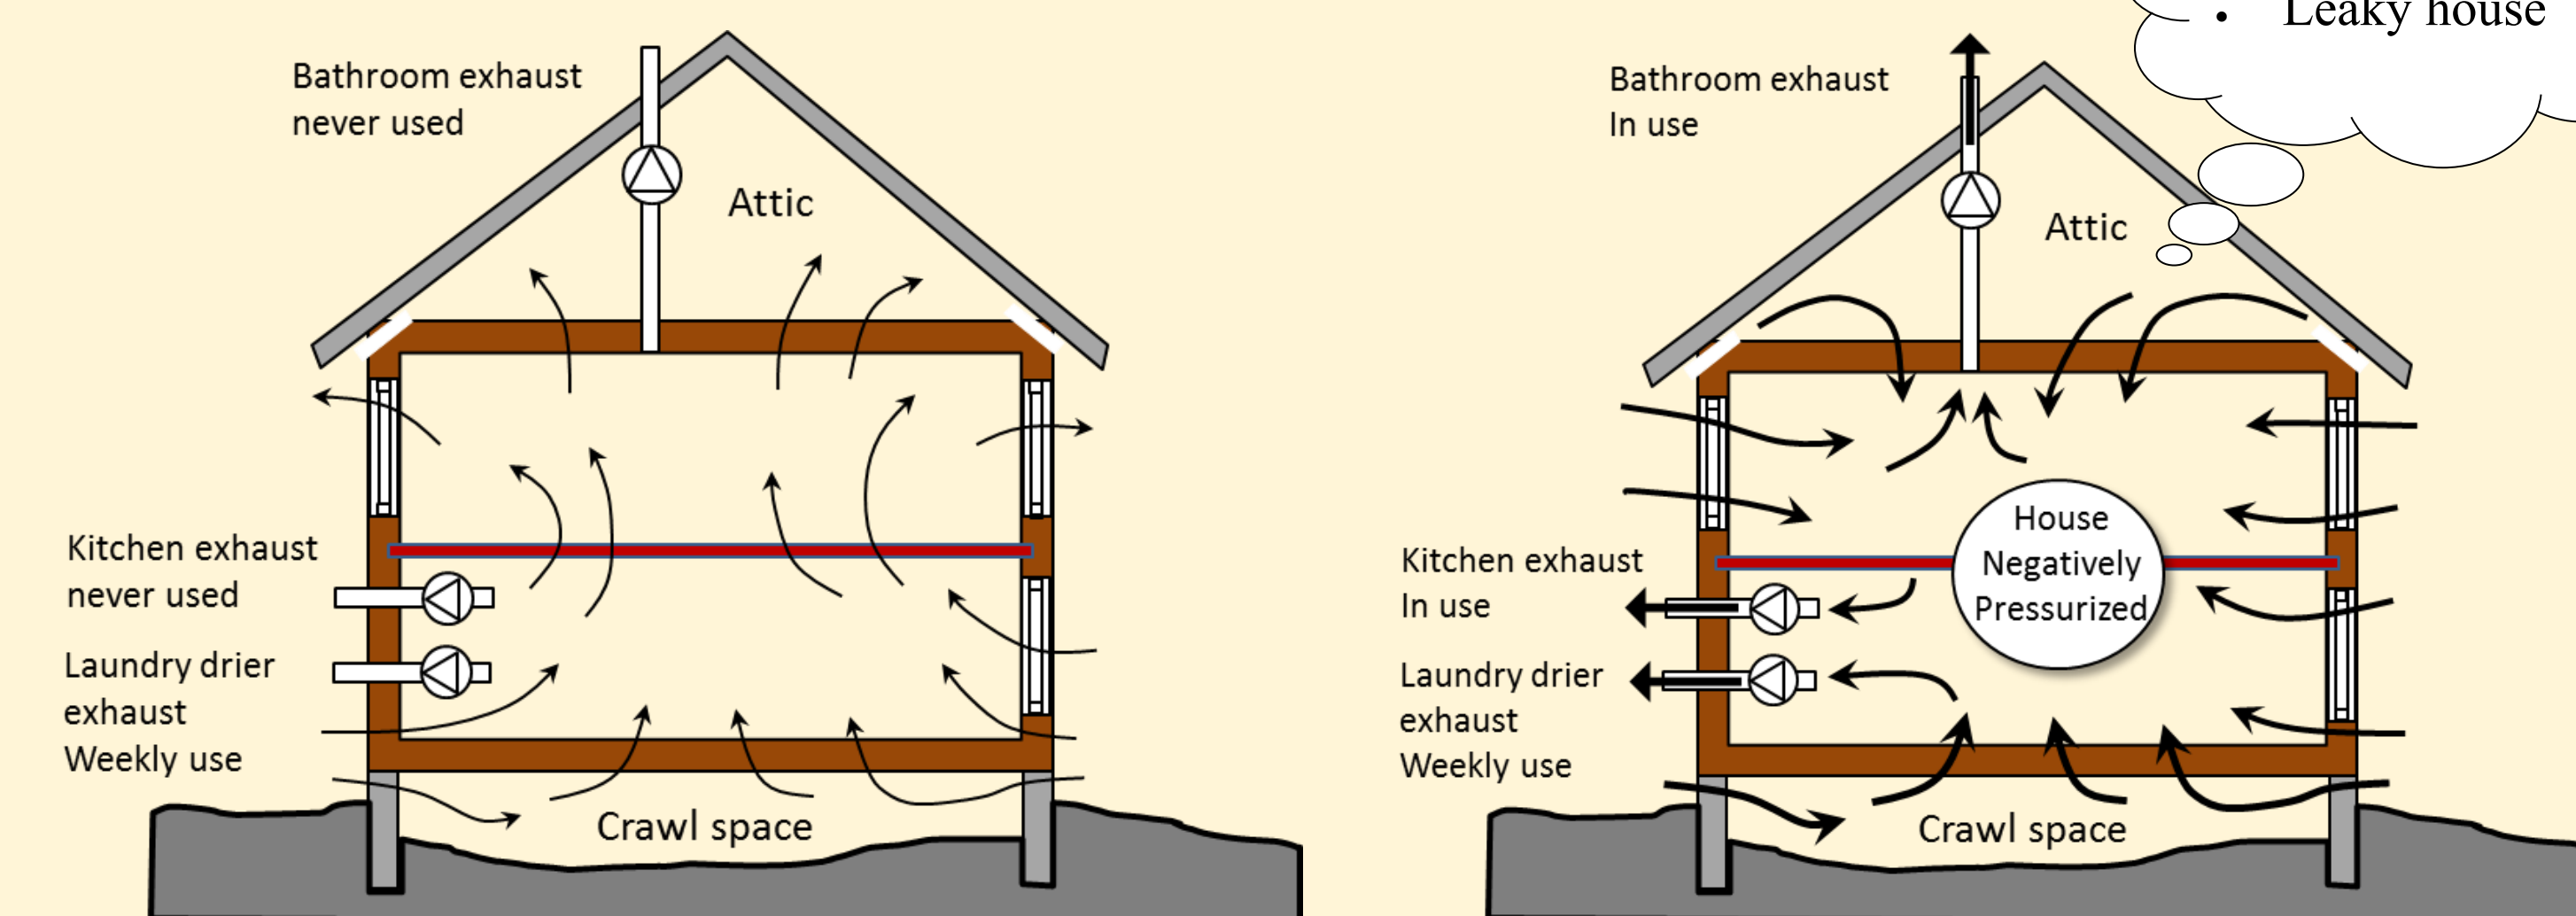 Bathroom exhaust
never used
Attic
Kitchen exhaust
never used
Laundry drier
exhaust
Weekly use
Crawl space
• Leaky house
Bathroom exhaust
In use
Attic
House
Negatively
Pressurized
Kitchen exhaust
In use
Laundry drier
exhaust
Weekly use
Crawl space